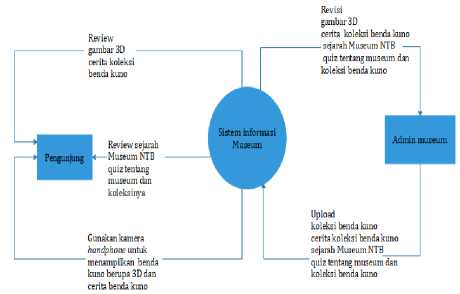 Revisi
gambar 3D
cerita koleksi benda kuno
sejarah Museum NTB
quiz tentang museum dan
koleksi benda kuno
Review
gambar 3D
cerita koleksi
benda kuno
Sistem informasi
Museum
Admin museum
Pengunjung
Review sejarah
Museum NTB
quiz tentang
museum dan
koleksinya
Upload
koleksi benda kuno
cerita koleksi benda kuno
sejarah Museum NTB
quiz tentang museum dan
koleksi benda kuno
Gunakan kamera
handphone untuk
menampilkan benda
kuno berupa 3D dan
cerita benda kuno